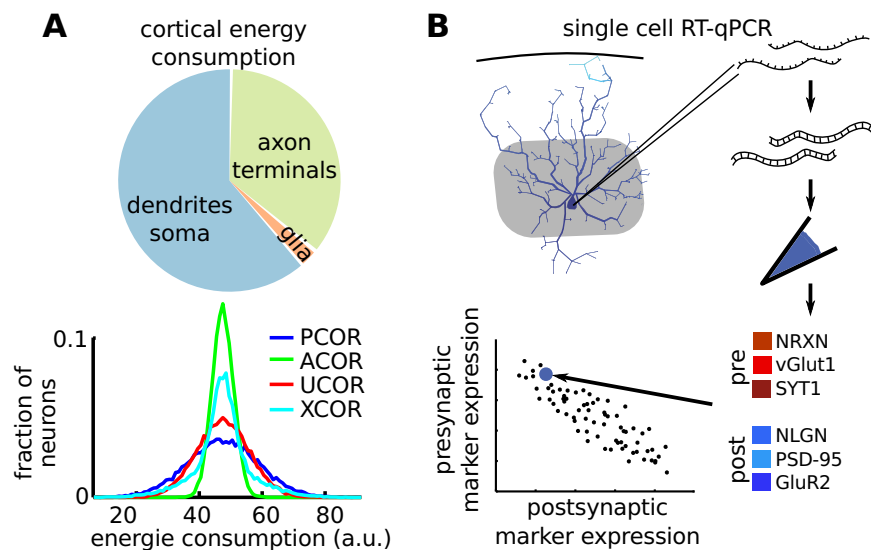 A
cortical energy
consumption
axon
terminals
dendrites
soma
glia
0.1
0
fraction of
neurons
PCOR
ACOR
UCOR
XCOR
20 40 60 80
energie consumption (a.u.)
B
single cell RT-qPCR
presynaptic
marker expression
postsynaptic
marker expression
pre
NRXN
vGlut1
SYT1
post
NLGN
PSD-95
GluR2